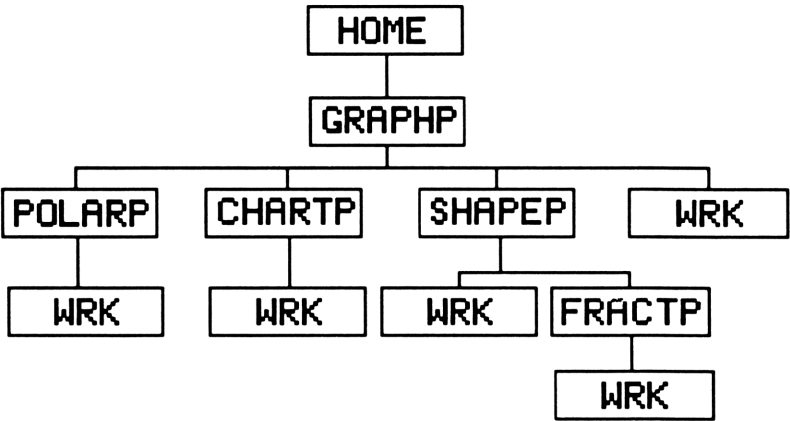 HOME
GRAPHP
POLARP CHARTP SHAPEP WRK
WRK WRK WRK FRACTP
WRK